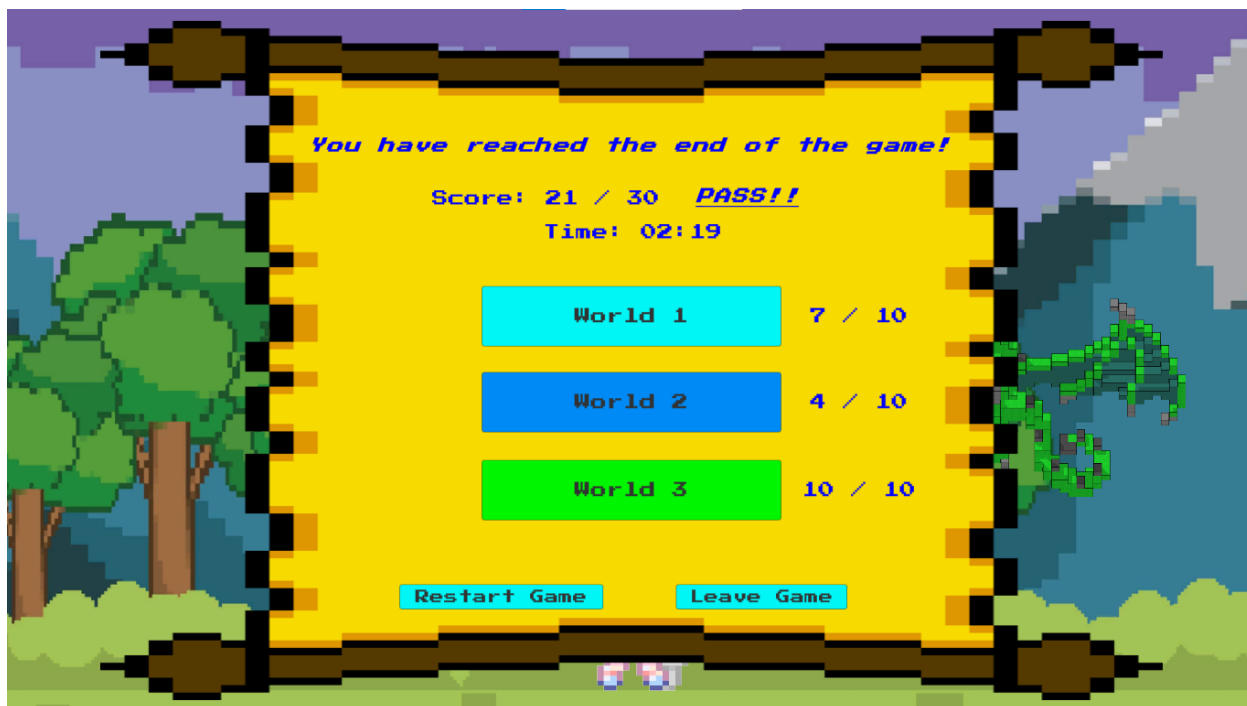 You have reached the end of the game!
Score: 21 / 30 PASS!!
Time: 02:19
World 1 7 / 10
World 2 4 / 10
World 3 10 / 10
Restart Game Leave Game